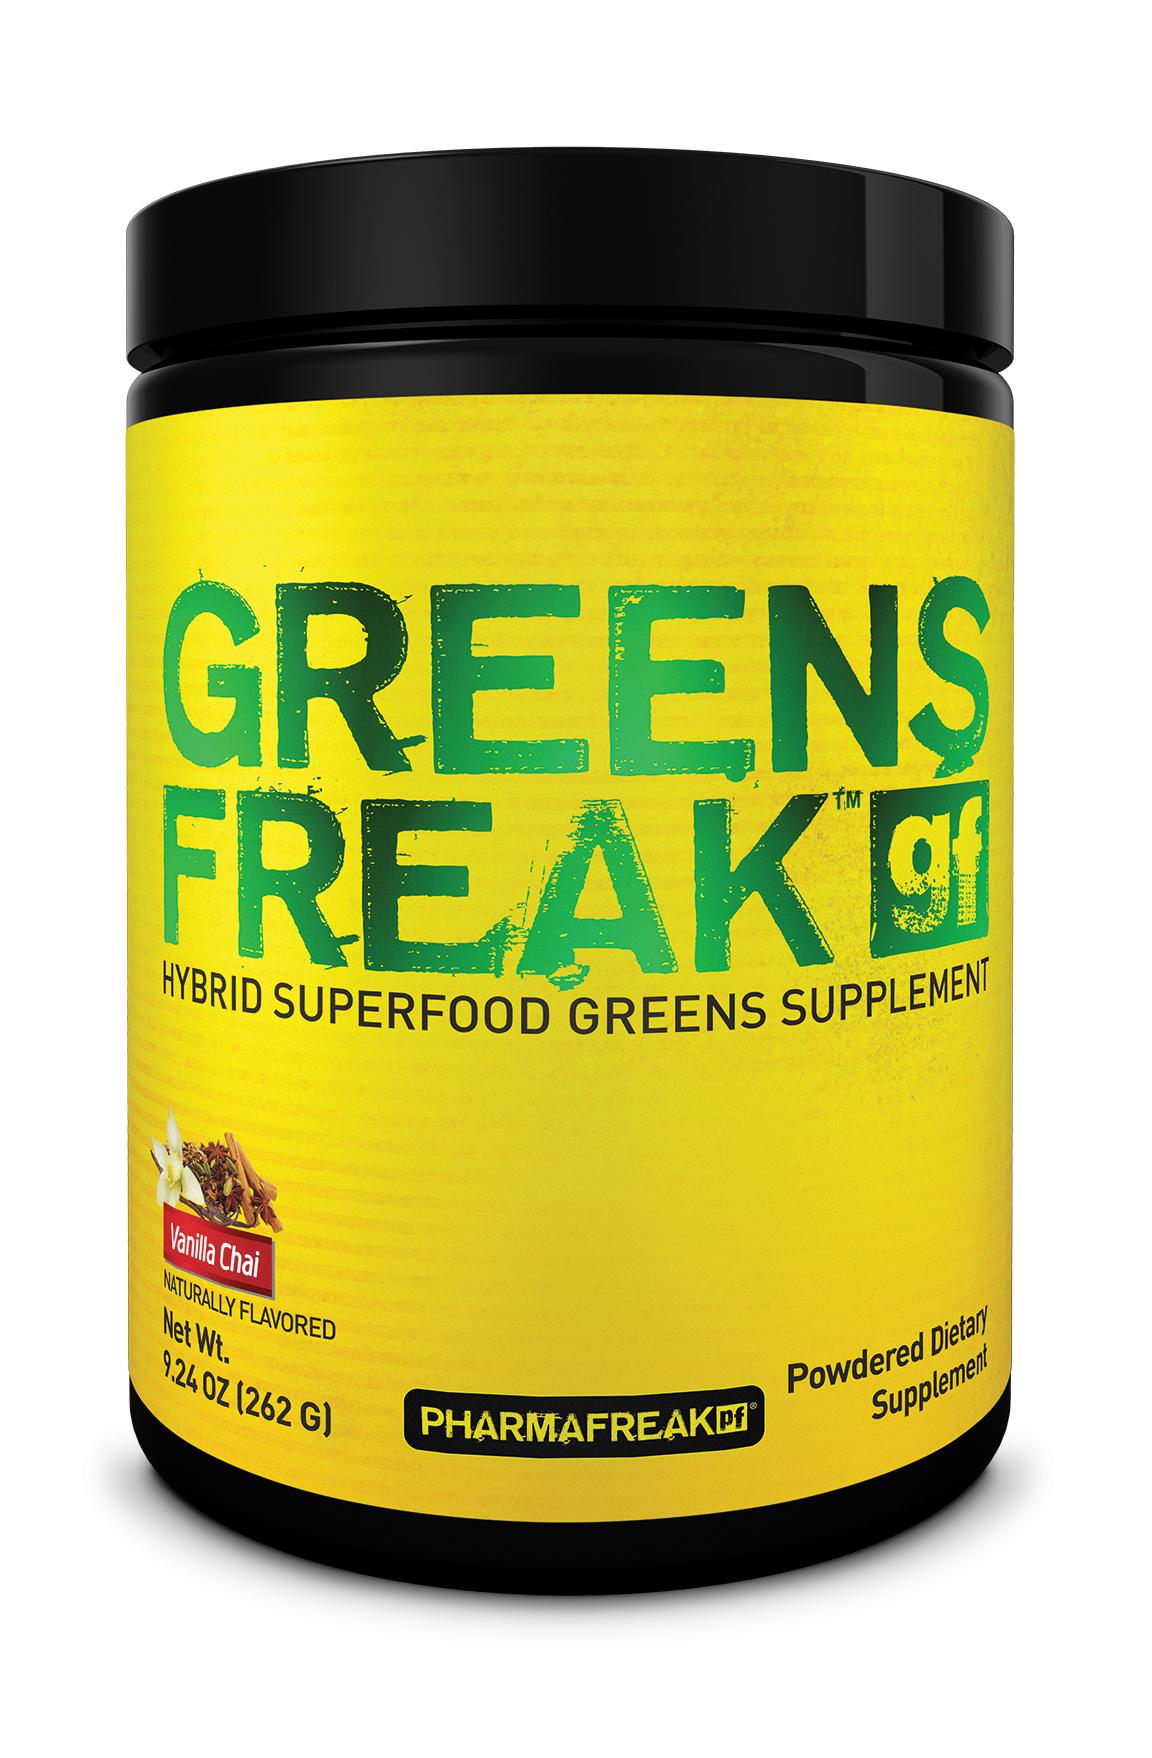 GREENS
FREAK™ gf
HYBRID SUPERFOOD GREENS SUPPLEMENT
Vanilla Chai
NATURALLY FLAVORED
Net Wt.
9.24 OZ (262 G)
Powdered Dietary
Supplement
PHARMAFREAK pf®